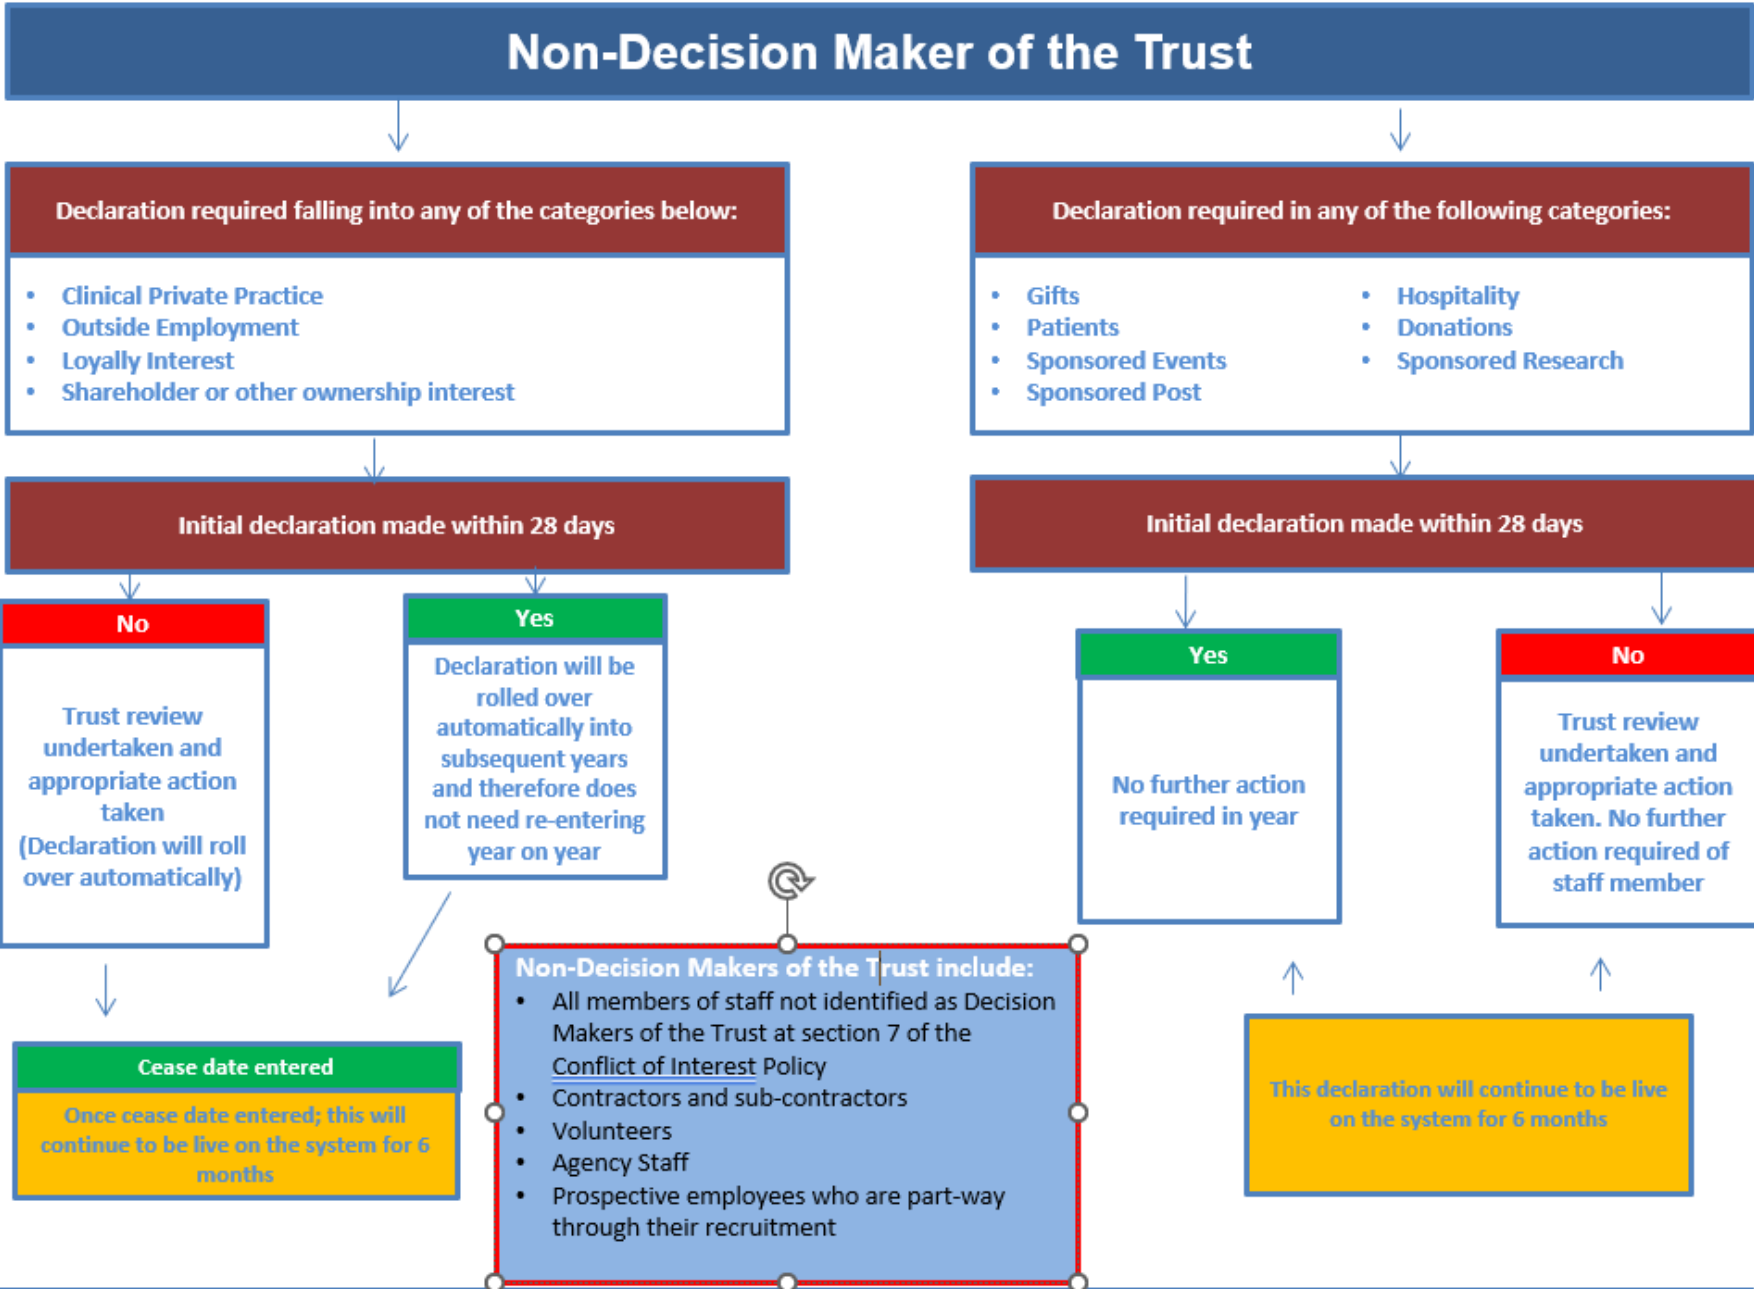 Non-Decision Maker of the Trust
Declaration required falling into any of the categories below:
• Clinical Private Practice
• Outside Employment
• Loyally Interest
• Shareholder or other ownership interest
Declaration required in any of the following categories:
• Gifts
• Patients
• Sponsored Events
• Sponsored Post
• Hospitality
• Donations
• Sponsored Research
Initial declaration made within 28 days
Initial declaration made within 28 days
No
Trust review
undertaken and
appropriate action
taken
(Declaration will roll
over automatically)
Yes
Declaration will be
rolled over
automatically into
subsequent years
and therefore does
not need re-entering
year on year
Yes
No further action
required in year
No
Trust review
undertaken and
appropriate action
taken. No further
action required of
staff member
Cease date entered
Once cease date entered; this will
continue to be live on the system for 6
months
Non-Decision Makers of the Trust include:
• All members of staff not identified as Decision
Makers of the Trust at section 7 of the
Conflict of Interest Policy
• Contractors and sub-contractors
• Volunteers
• Agency Staff
• Prospective employees who are part-way
through their recruitment
This declaration will continue to be live
on the system for 6 months